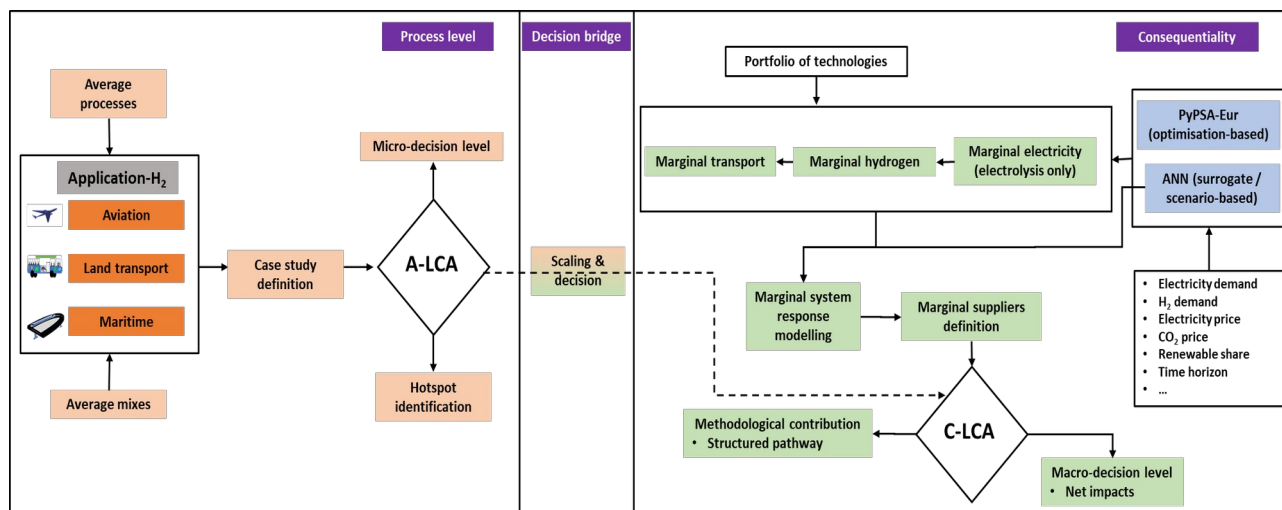 Process level
Average
processes
Application-H₂
Aviation
Land transport
Maritime
Average mixes
Case study
definition
Micro-decision level
A-LCA
Hotspot
identification
Decision bridge
Scaling &
decision
Consequentiality
Portfolio of technologies
Marginal transport
Marginal hydrogen
Marginal electricity
(electrolysis only)
PyPSA-Eur
(optimisation-based)
ANN (surrogate /
scenario-based)
• Electricity demand
• H₂ demand
• Electricity price
• CO₂ price
• Renewable share
• Time horizon
• ...
Marginal system
response
modelling
Marginal suppliers
definition
C-LCA
Methodological contribution
• Structured pathway
Macro-decision level
• Net impacts